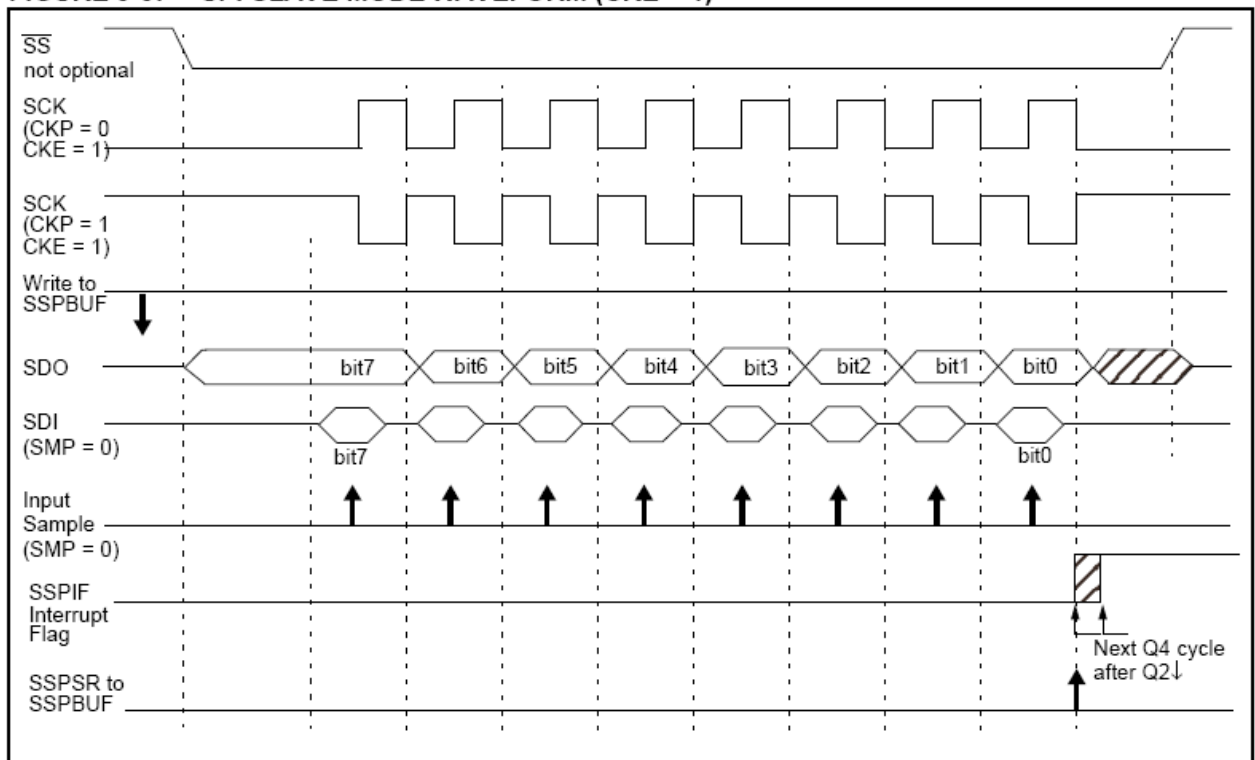 SS
not optional
SCK
(CKP = 0
CKE = 1)
SCK
(CKP = 1
CKE = 1)
Write to
SSPBUF
SDO
bit7 bit6 bit5 bit4 bit3 bit2 bit1 bit0
SDI
(SMP = 0)
bit7 bit0
Input
Sample
(SMP = 0)
SSPIF
Interrupt
Flag
Next Q4 cycle
after Q2↓
SSPSR to
SSPBUF